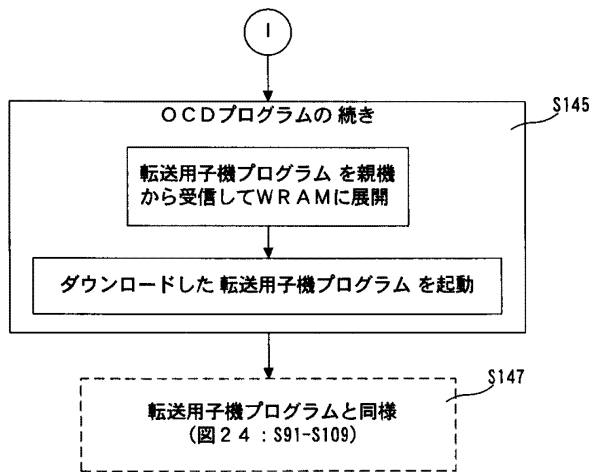 I
OCDプログラムの続き
S145
転送用子機プログラムを親機
から受信してWRAMに展開
ダウンロードした転送用子機プログラムを起動
S147
転送用子機プログラムと同様
(図24:S91-S109)